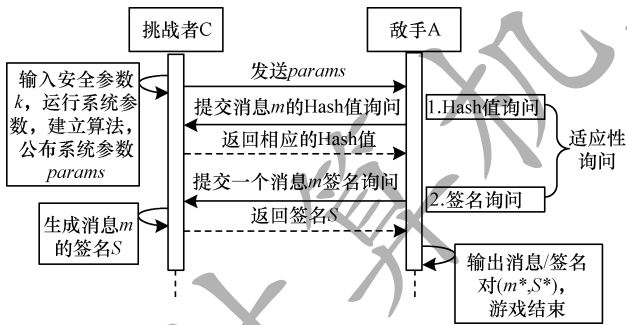 挑战者C
敌手A
输入安全参数
k，运行系统参
数，建立算法，
公布系统参数
params
发送params
提交消息m的Hash值询问
返回相应的Hash值
1.Hash值询问
适应性
询问
提交一个消息m签名询问
2.签名询问
返回签名S
生成消息m
的签名S
输出消息/签名
对(m*,S*)，
游戏结束
计算机